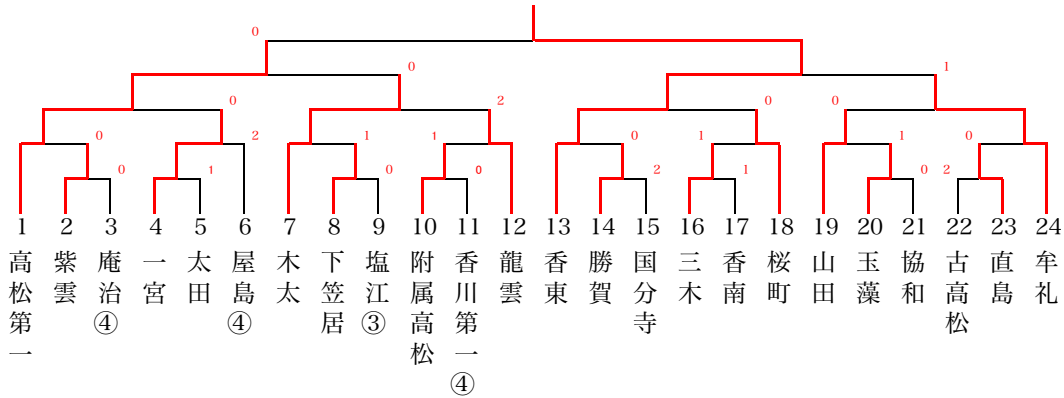 0
0
1
0
2
0
0
0
2
1
1
0
1
1
0
0
1
0
0
2
1
0
2
1
2
3
4
5
6
7
8
9
10
11
12
13
14
15
16
17
18
19
20
21
22
23
24
高松第一
紫雲
庵治④
一宮
太田
屋島④
木太
下笠居
塩江③
附属高松
香川第一④
龍雲
香東
勝賀
国分寺
三木
香南
桜町
山田
玉藻
協和
古高松
直島
牟礼